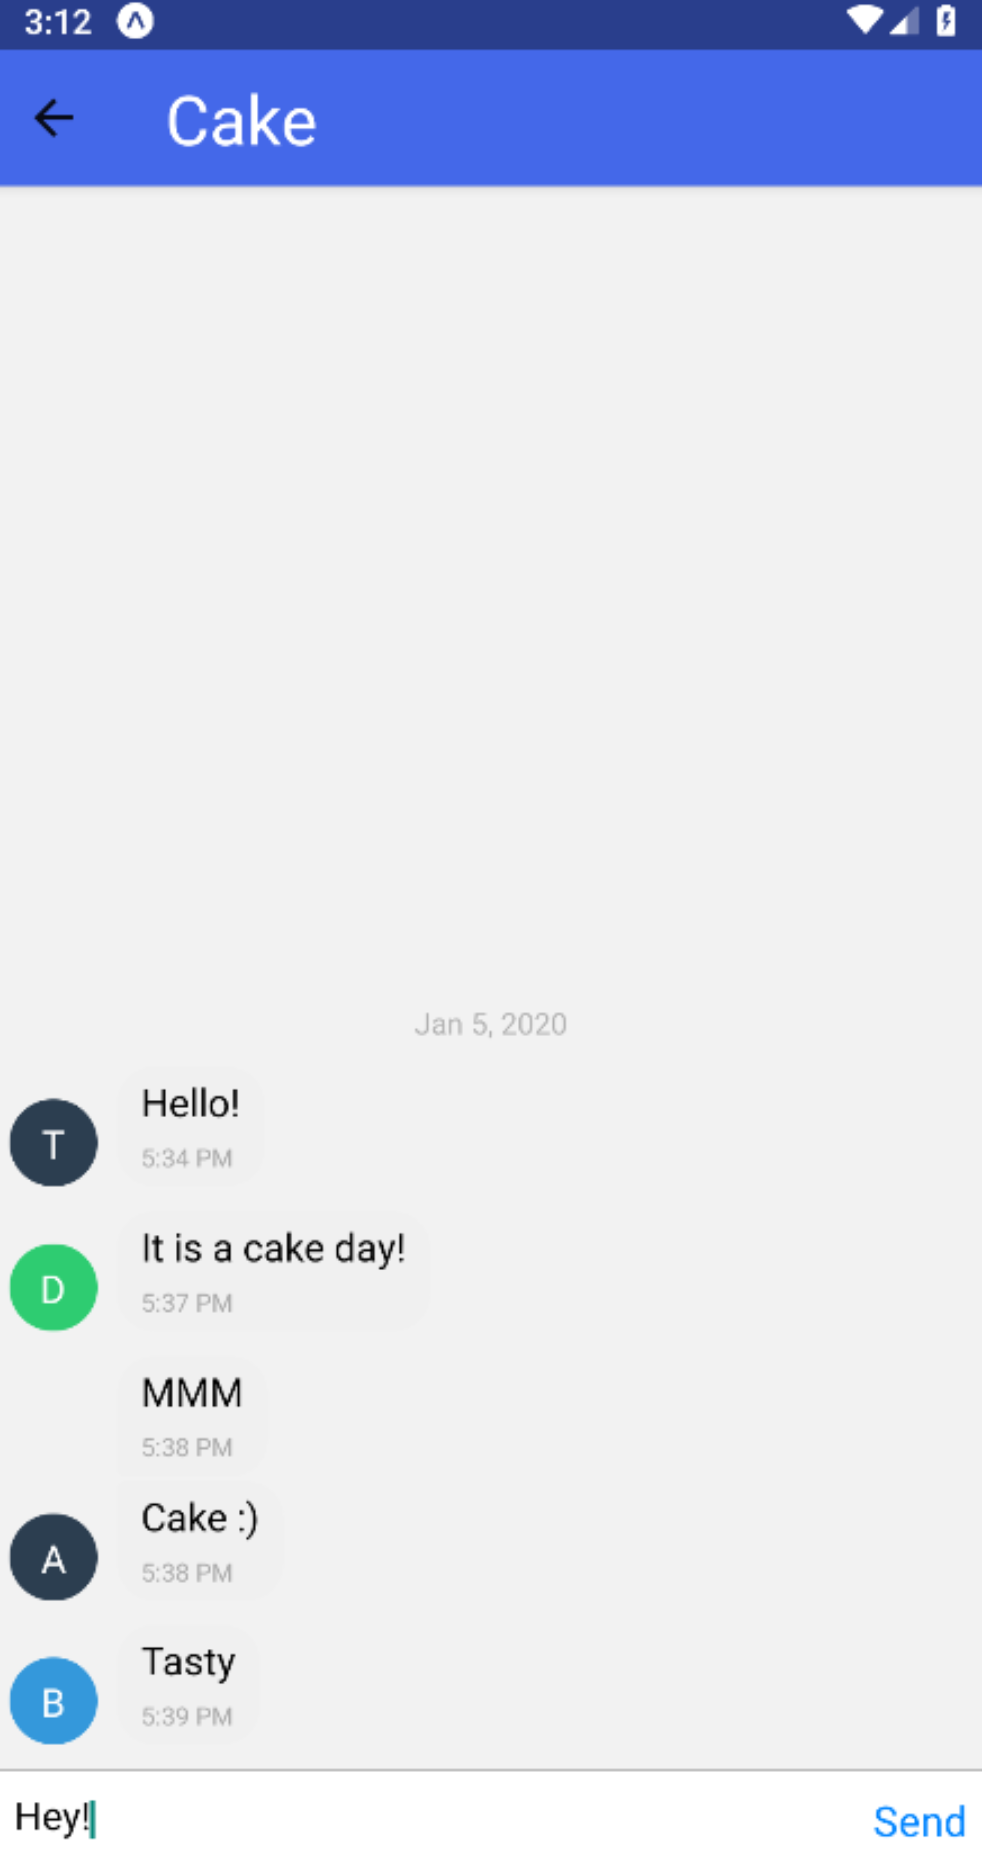 3:12
Cake
Jan 5, 2020
Hello!
5:34 PM
T
It is a cake day!
5:37 PM
D
MMM
5:38 PM
Cake :)
5:38 PM
A
Tasty
5:39 PM
B
Hey!
Send